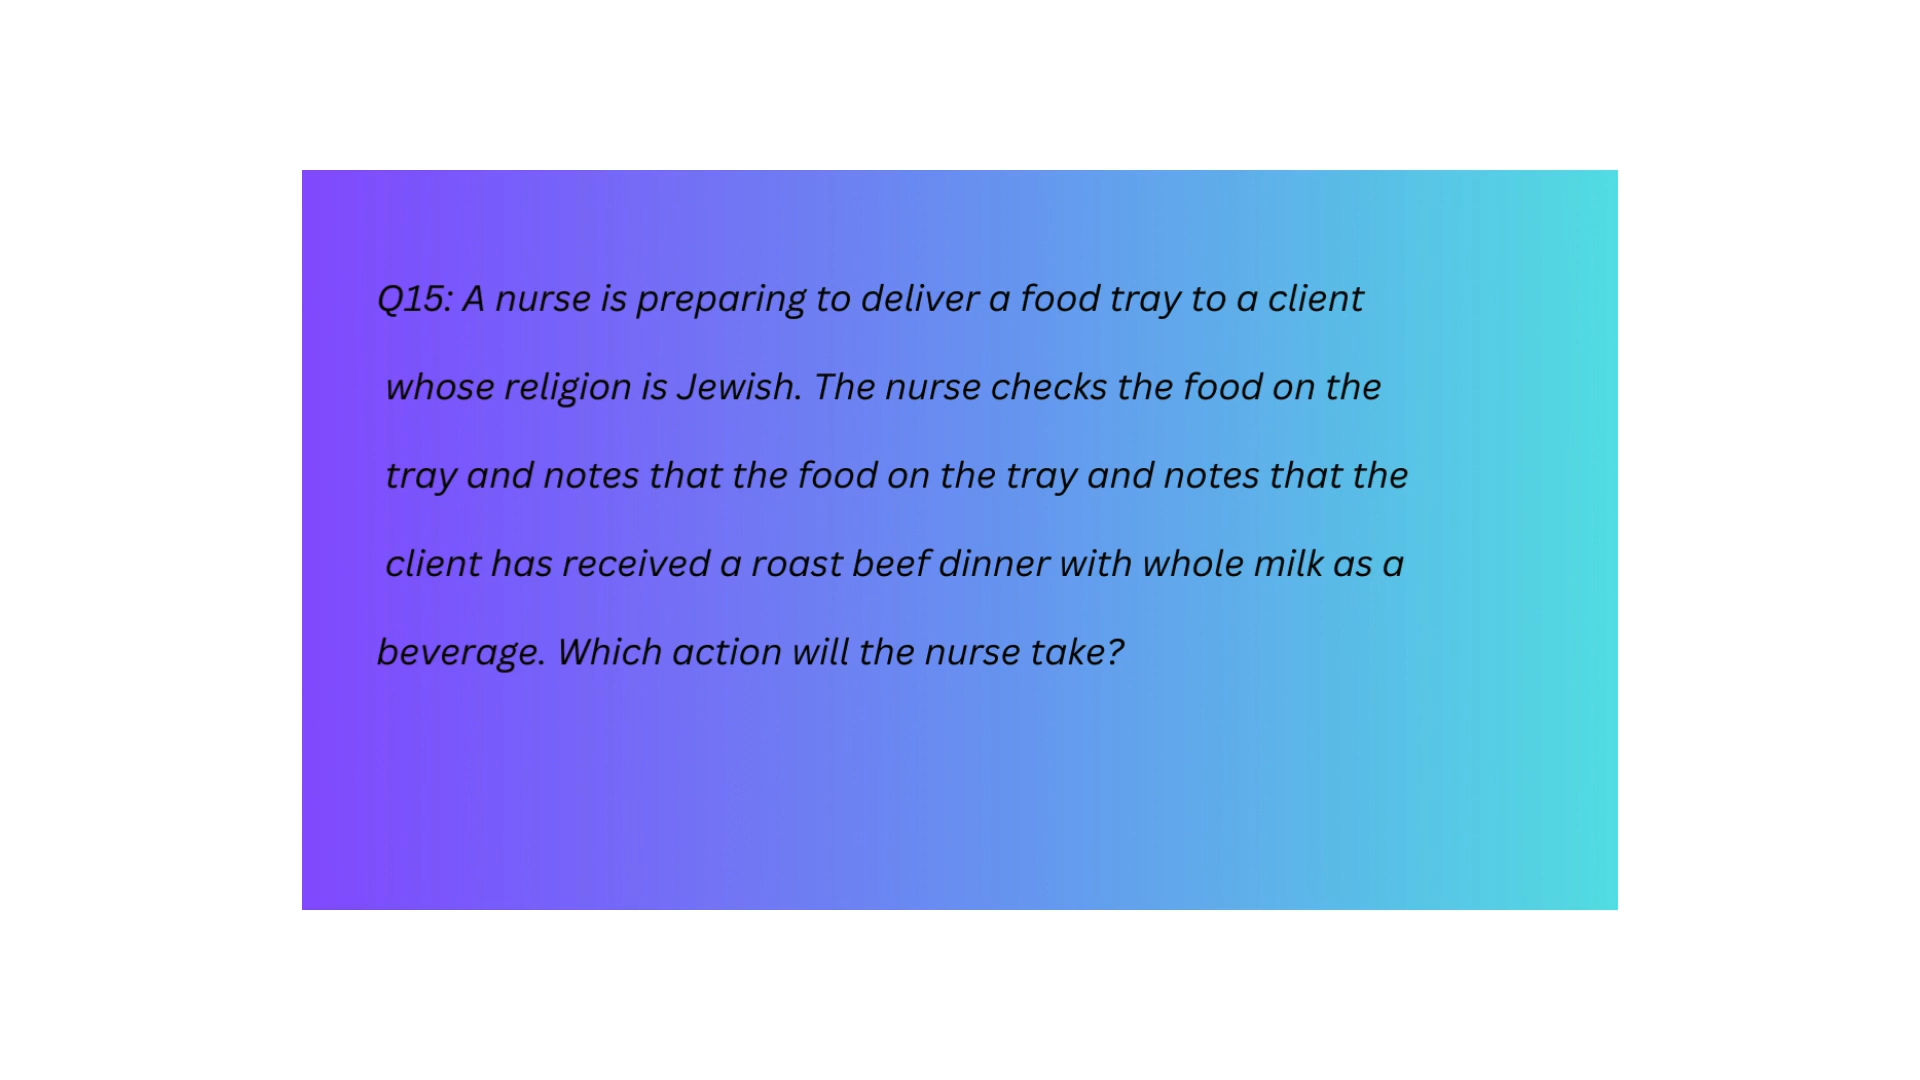 Q15: A nurse is preparing to deliver a food tray to a client
whose religion is Jewish. The nurse checks the food on the
tray and notes that the food on the tray and notes that the
client has received a roast beef dinner with whole milk as a
beverage. Which action will the nurse take?